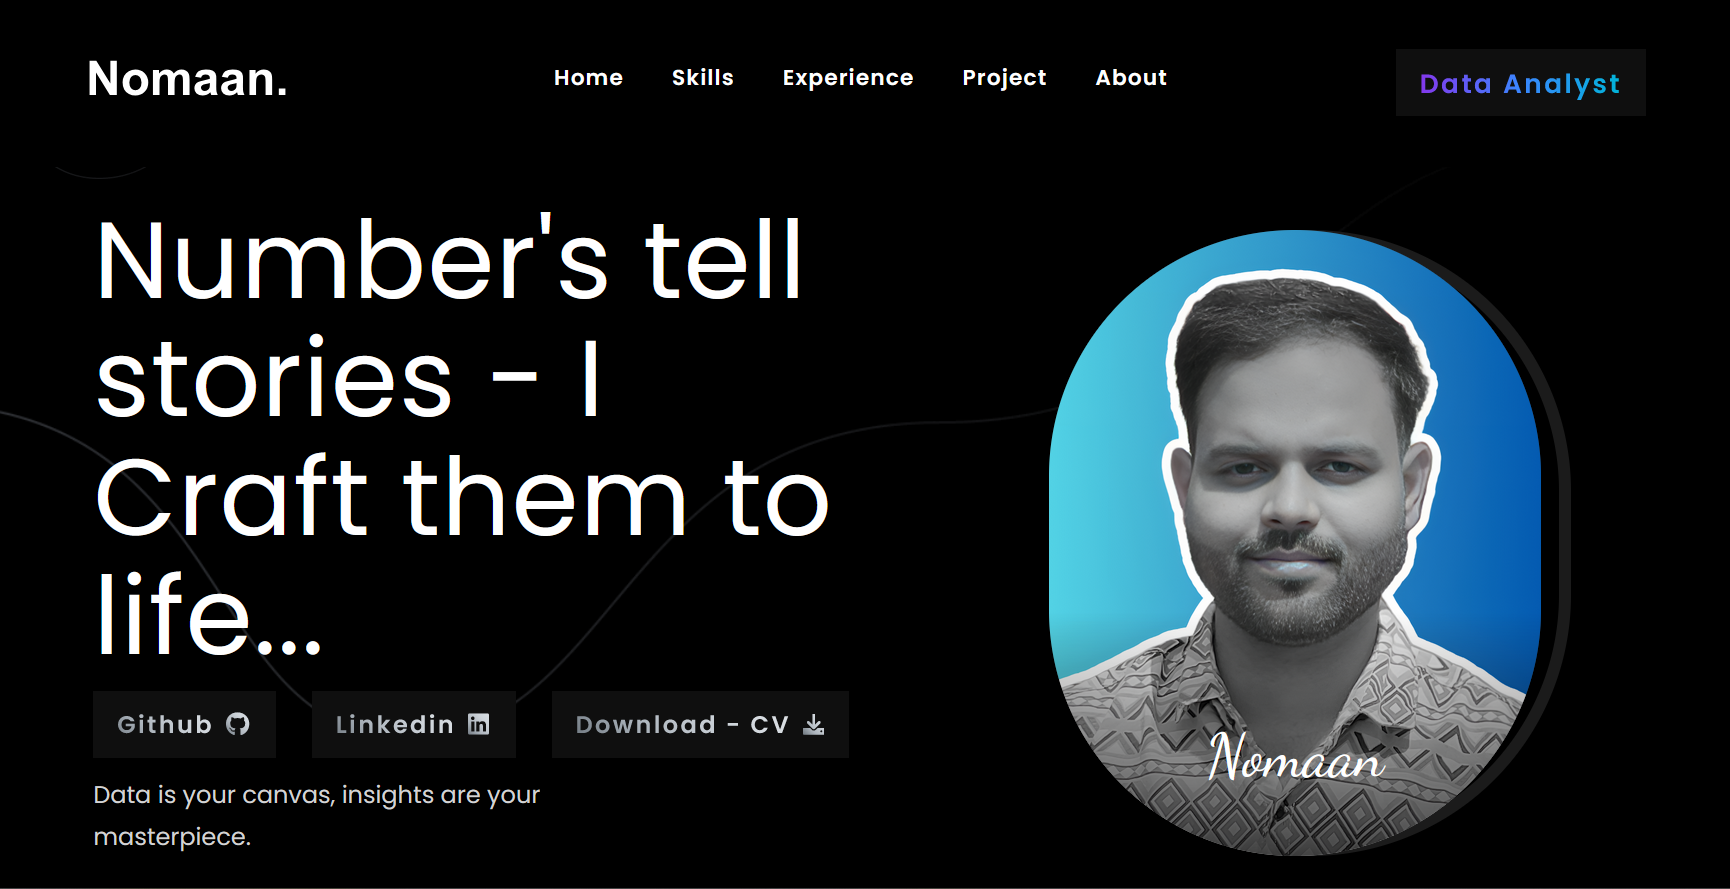 Nomaan.
Home Skills Experience Project About
Data Analyst
Number's tell
stories - I
Craft them to
life...
Github
Linkedin
Download - CV
Data is your canvas, insights are your
masterpiece.
Nomaan